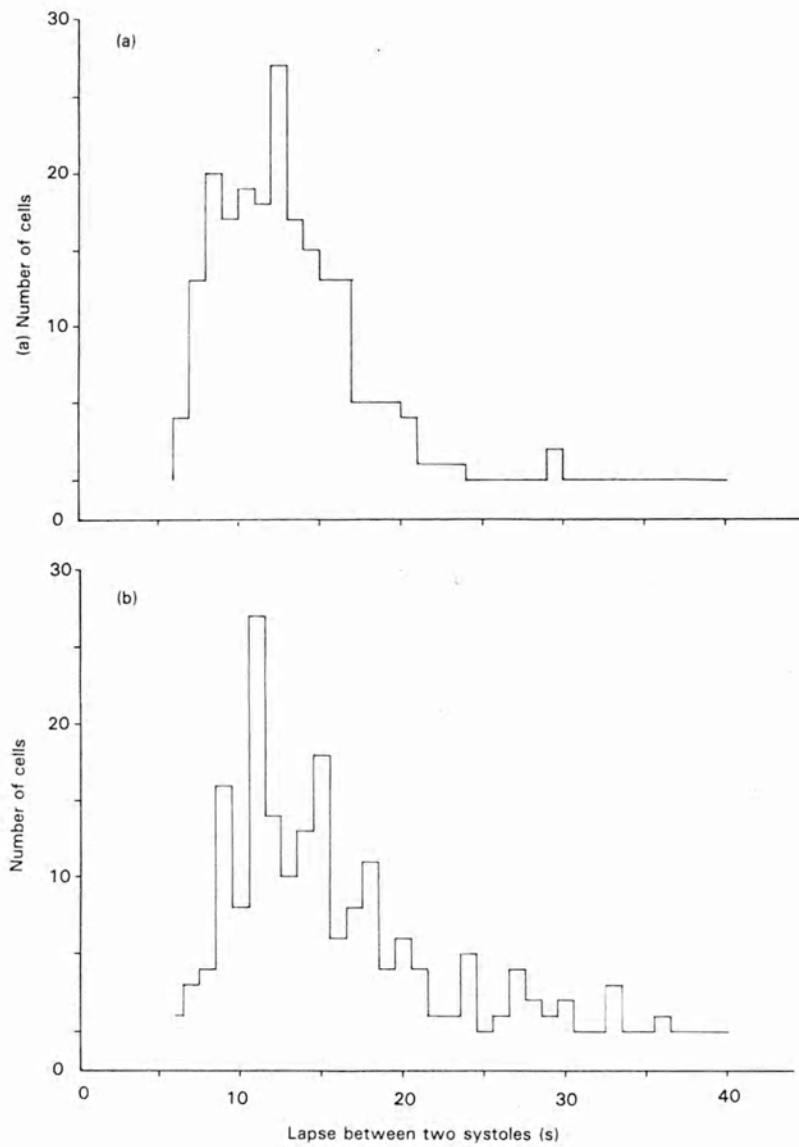 30
(a)
20
10
0
(a) Number of cells
30
(b)
20
10
0
Number of cells
0 10 20 30 40
Lapse between two systoles (s)